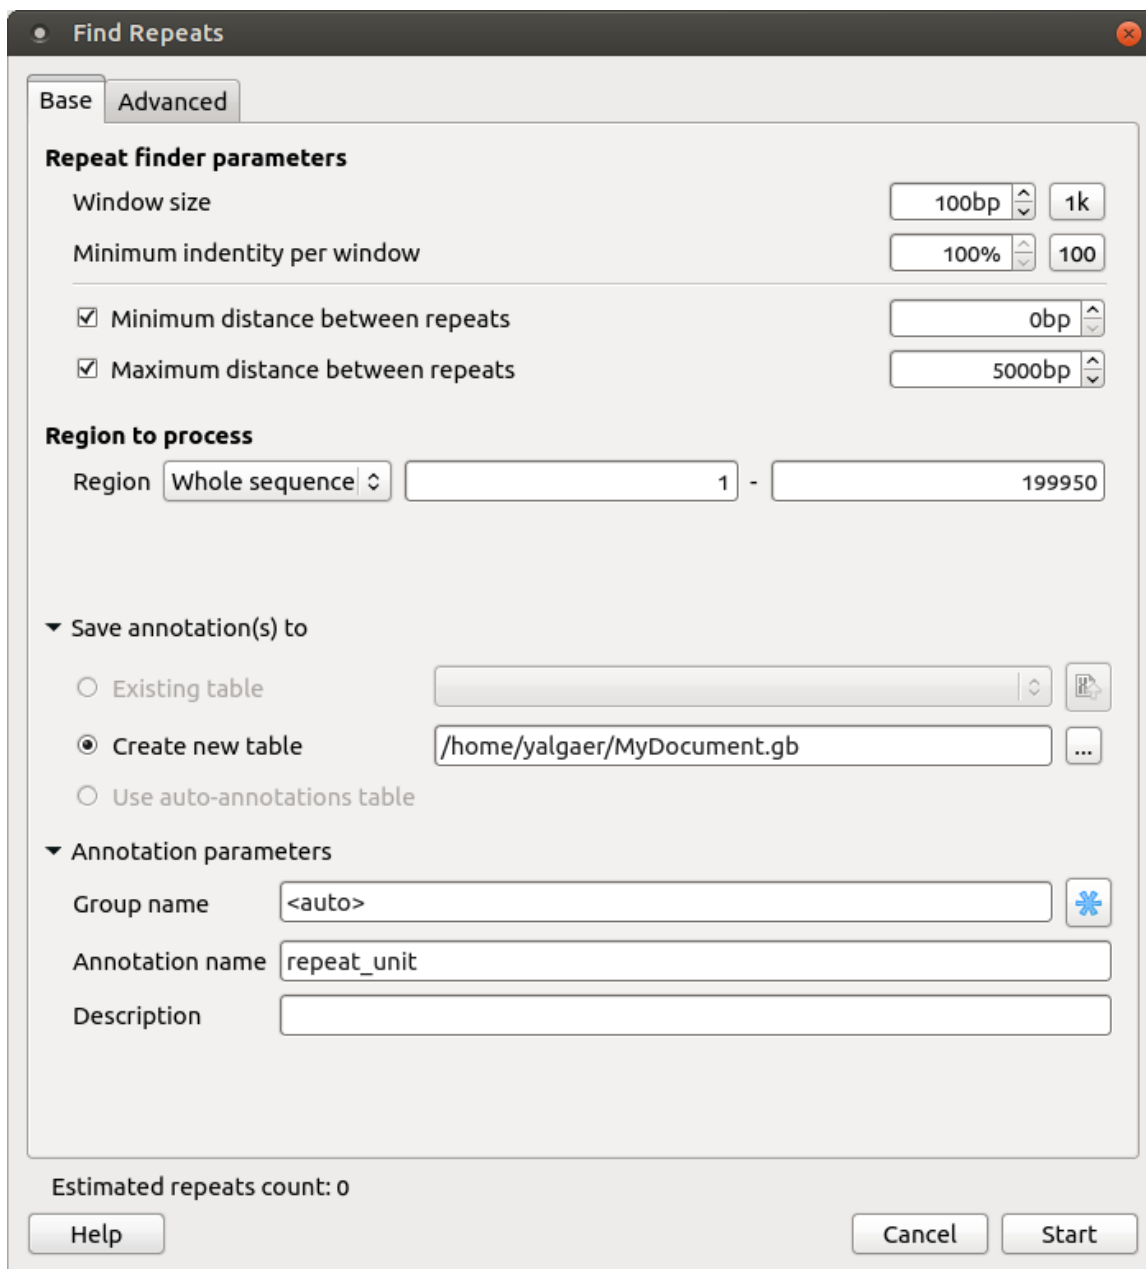 Find Repeats
Base Advanced
Repeat finder parameters
Window size 100bp 1k
Minimum indentity per window 100% 100
Minimum distance between repeats 0bp
Maximum distance between repeats 5000bp
Region to process
Region Whole sequence 1 - 199950
Save annotation(s) to
Existing table
Create new table /home/yalgaer/MyDocument.gb ...
Use auto-annotations table
Annotation parameters
Group name <auto>
Annotation name repeat_unit
Description
Estimated repeats count: 0
Help Cancel Start